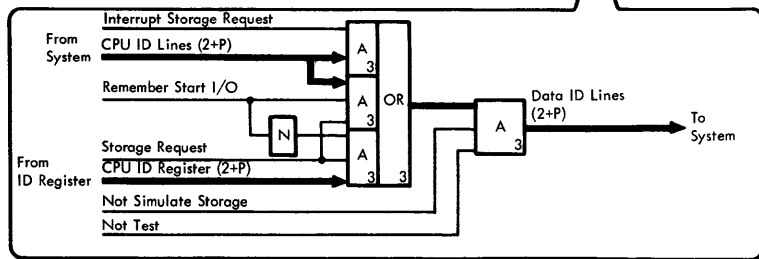 Interrupt Storage Request
From
System
CPU ID Lines (2+P)
A
3
Remember Start I/O
A
3
OR
3
N
Storage Request
A
3
From
ID Register
CPU ID Register (2+P)
Not Simulate Storage
Not Test
A
3
Data ID Lines
(2+P)
To
System